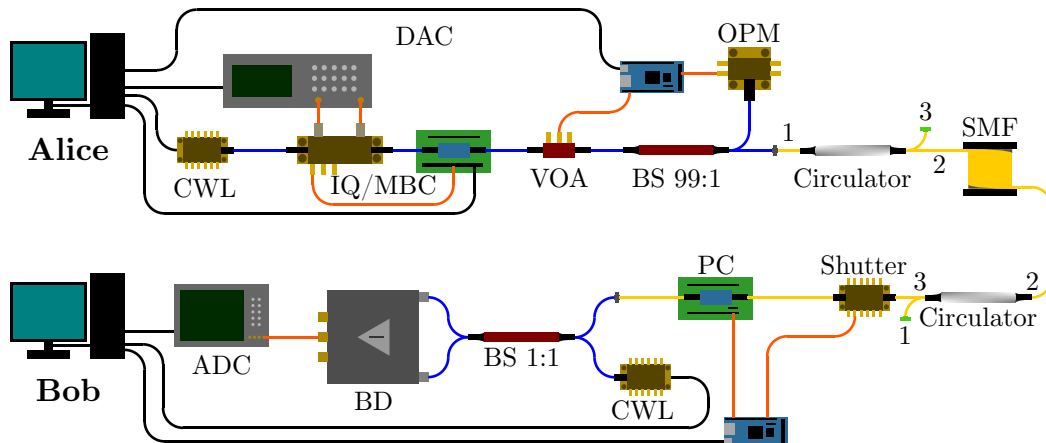 DAC
OPM
Alice
CWL
IQ/MBC
VOA
BS 99:1
1
Circulator
3
2
SMF
Bob
ADC
BD
BS 1:1
CWL
PC
Shutter
3
1
Circulator
2